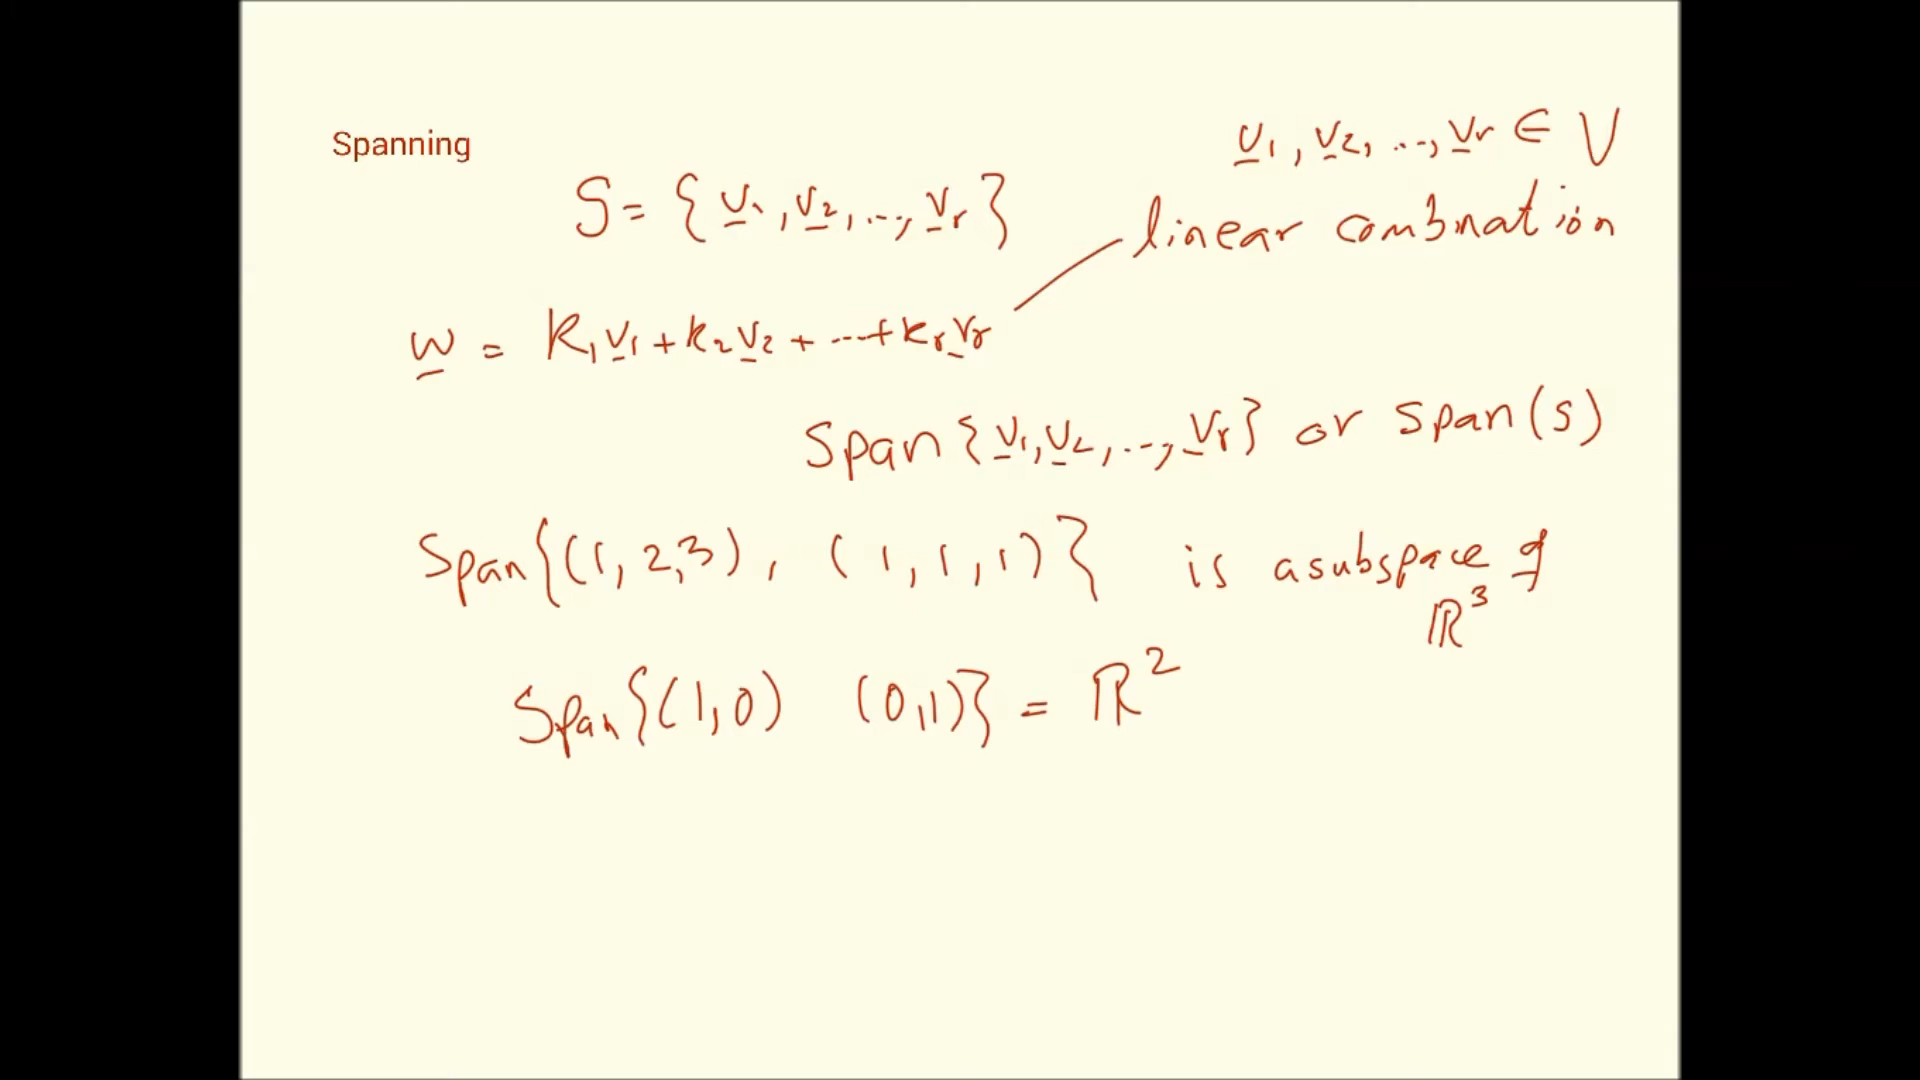 Spanning
v1, v2, ..., vr ∈ V
S = {v1, v2, ..., vr}
linear combination
w = k1v1 + k2v2 + ... + krvr
Span {v1, v2, ..., vr} or span(s)
Span{(1, 2, 3), (1, 1, 1)} is a subspace of
ℝ³
Span{(1,0) (0,1)} = ℝ²